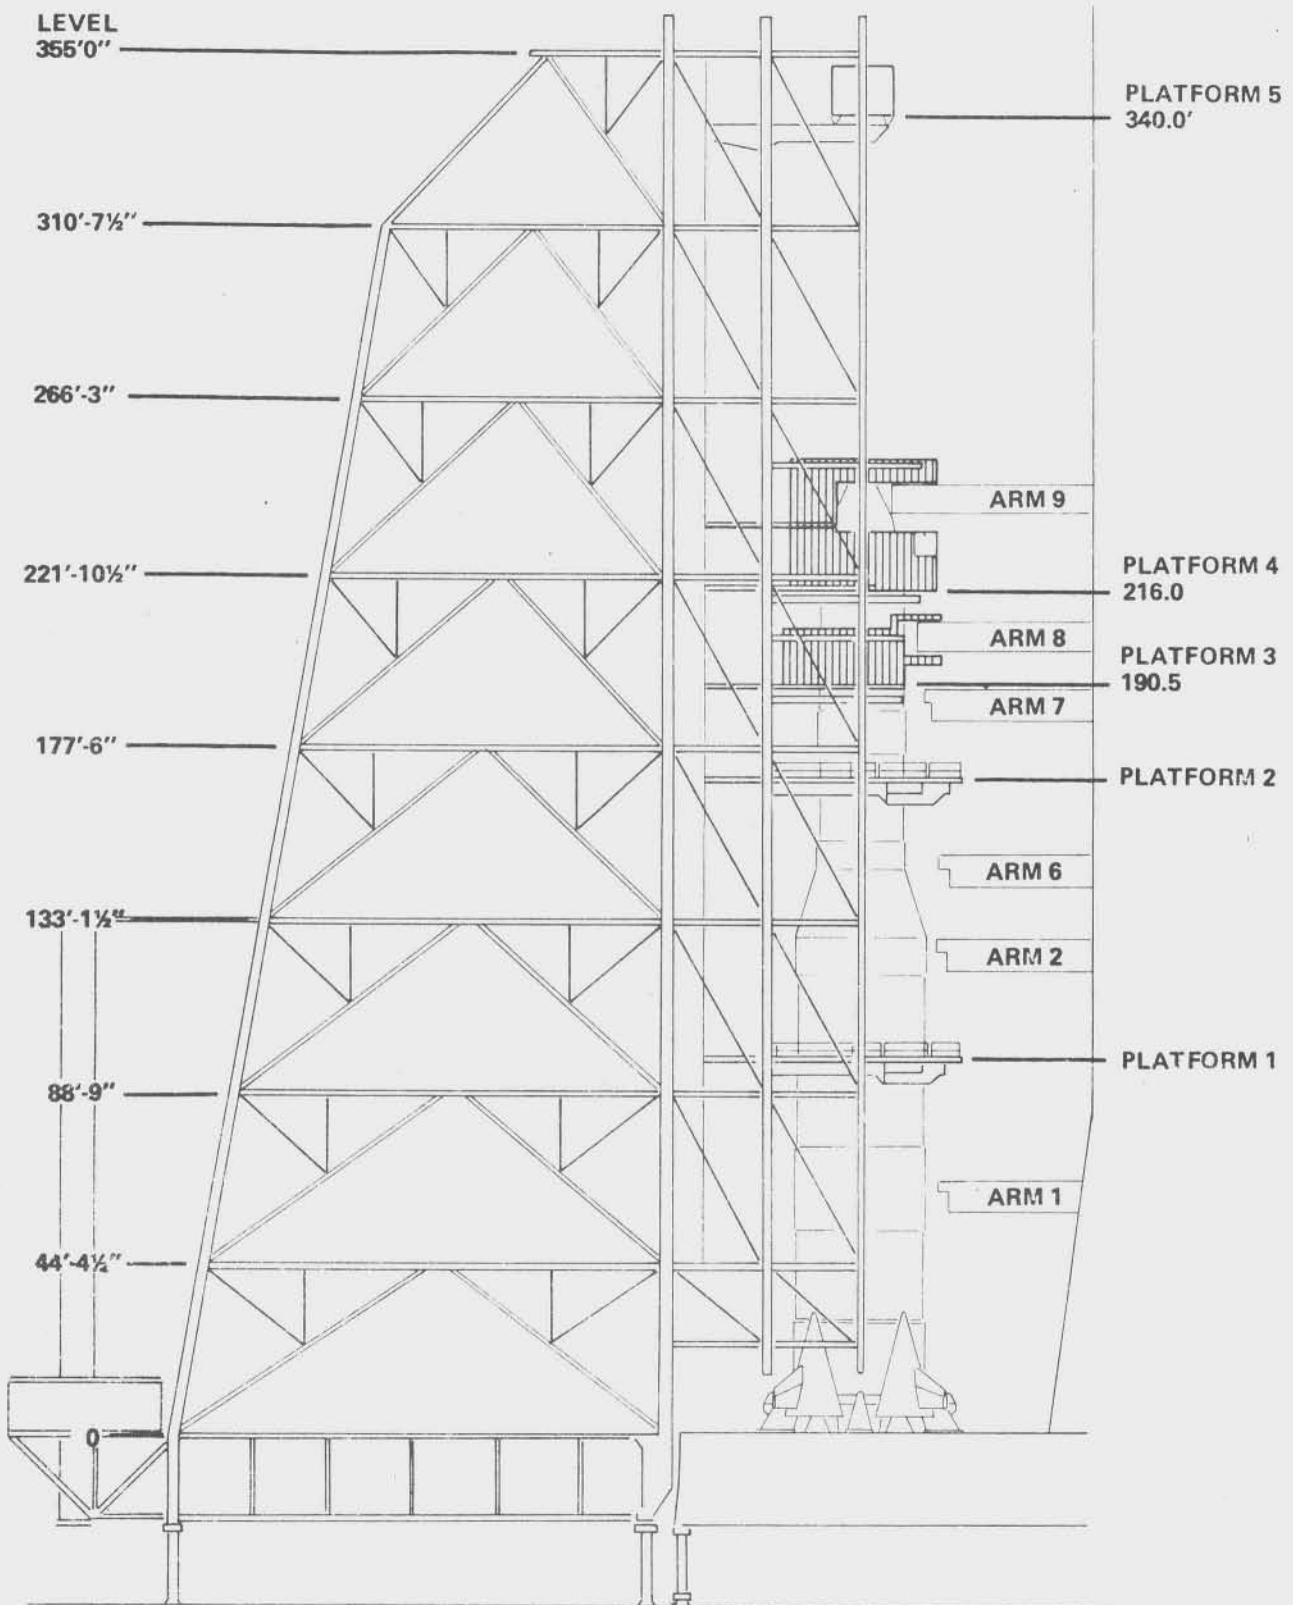 LEVEL
355'0"
310'-7½"
266'-3"
221'-10½"
177'-6"
133'-1½"
88'-9"
44'-4½"
0
PLATFORM 5
340.0'
ARM 9
PLATFORM 4
216.0
ARM 8
PLATFORM 3
190.5
ARM 7
PLATFORM 2
ARM 6
ARM 2
PLATFORM 1
ARM 1